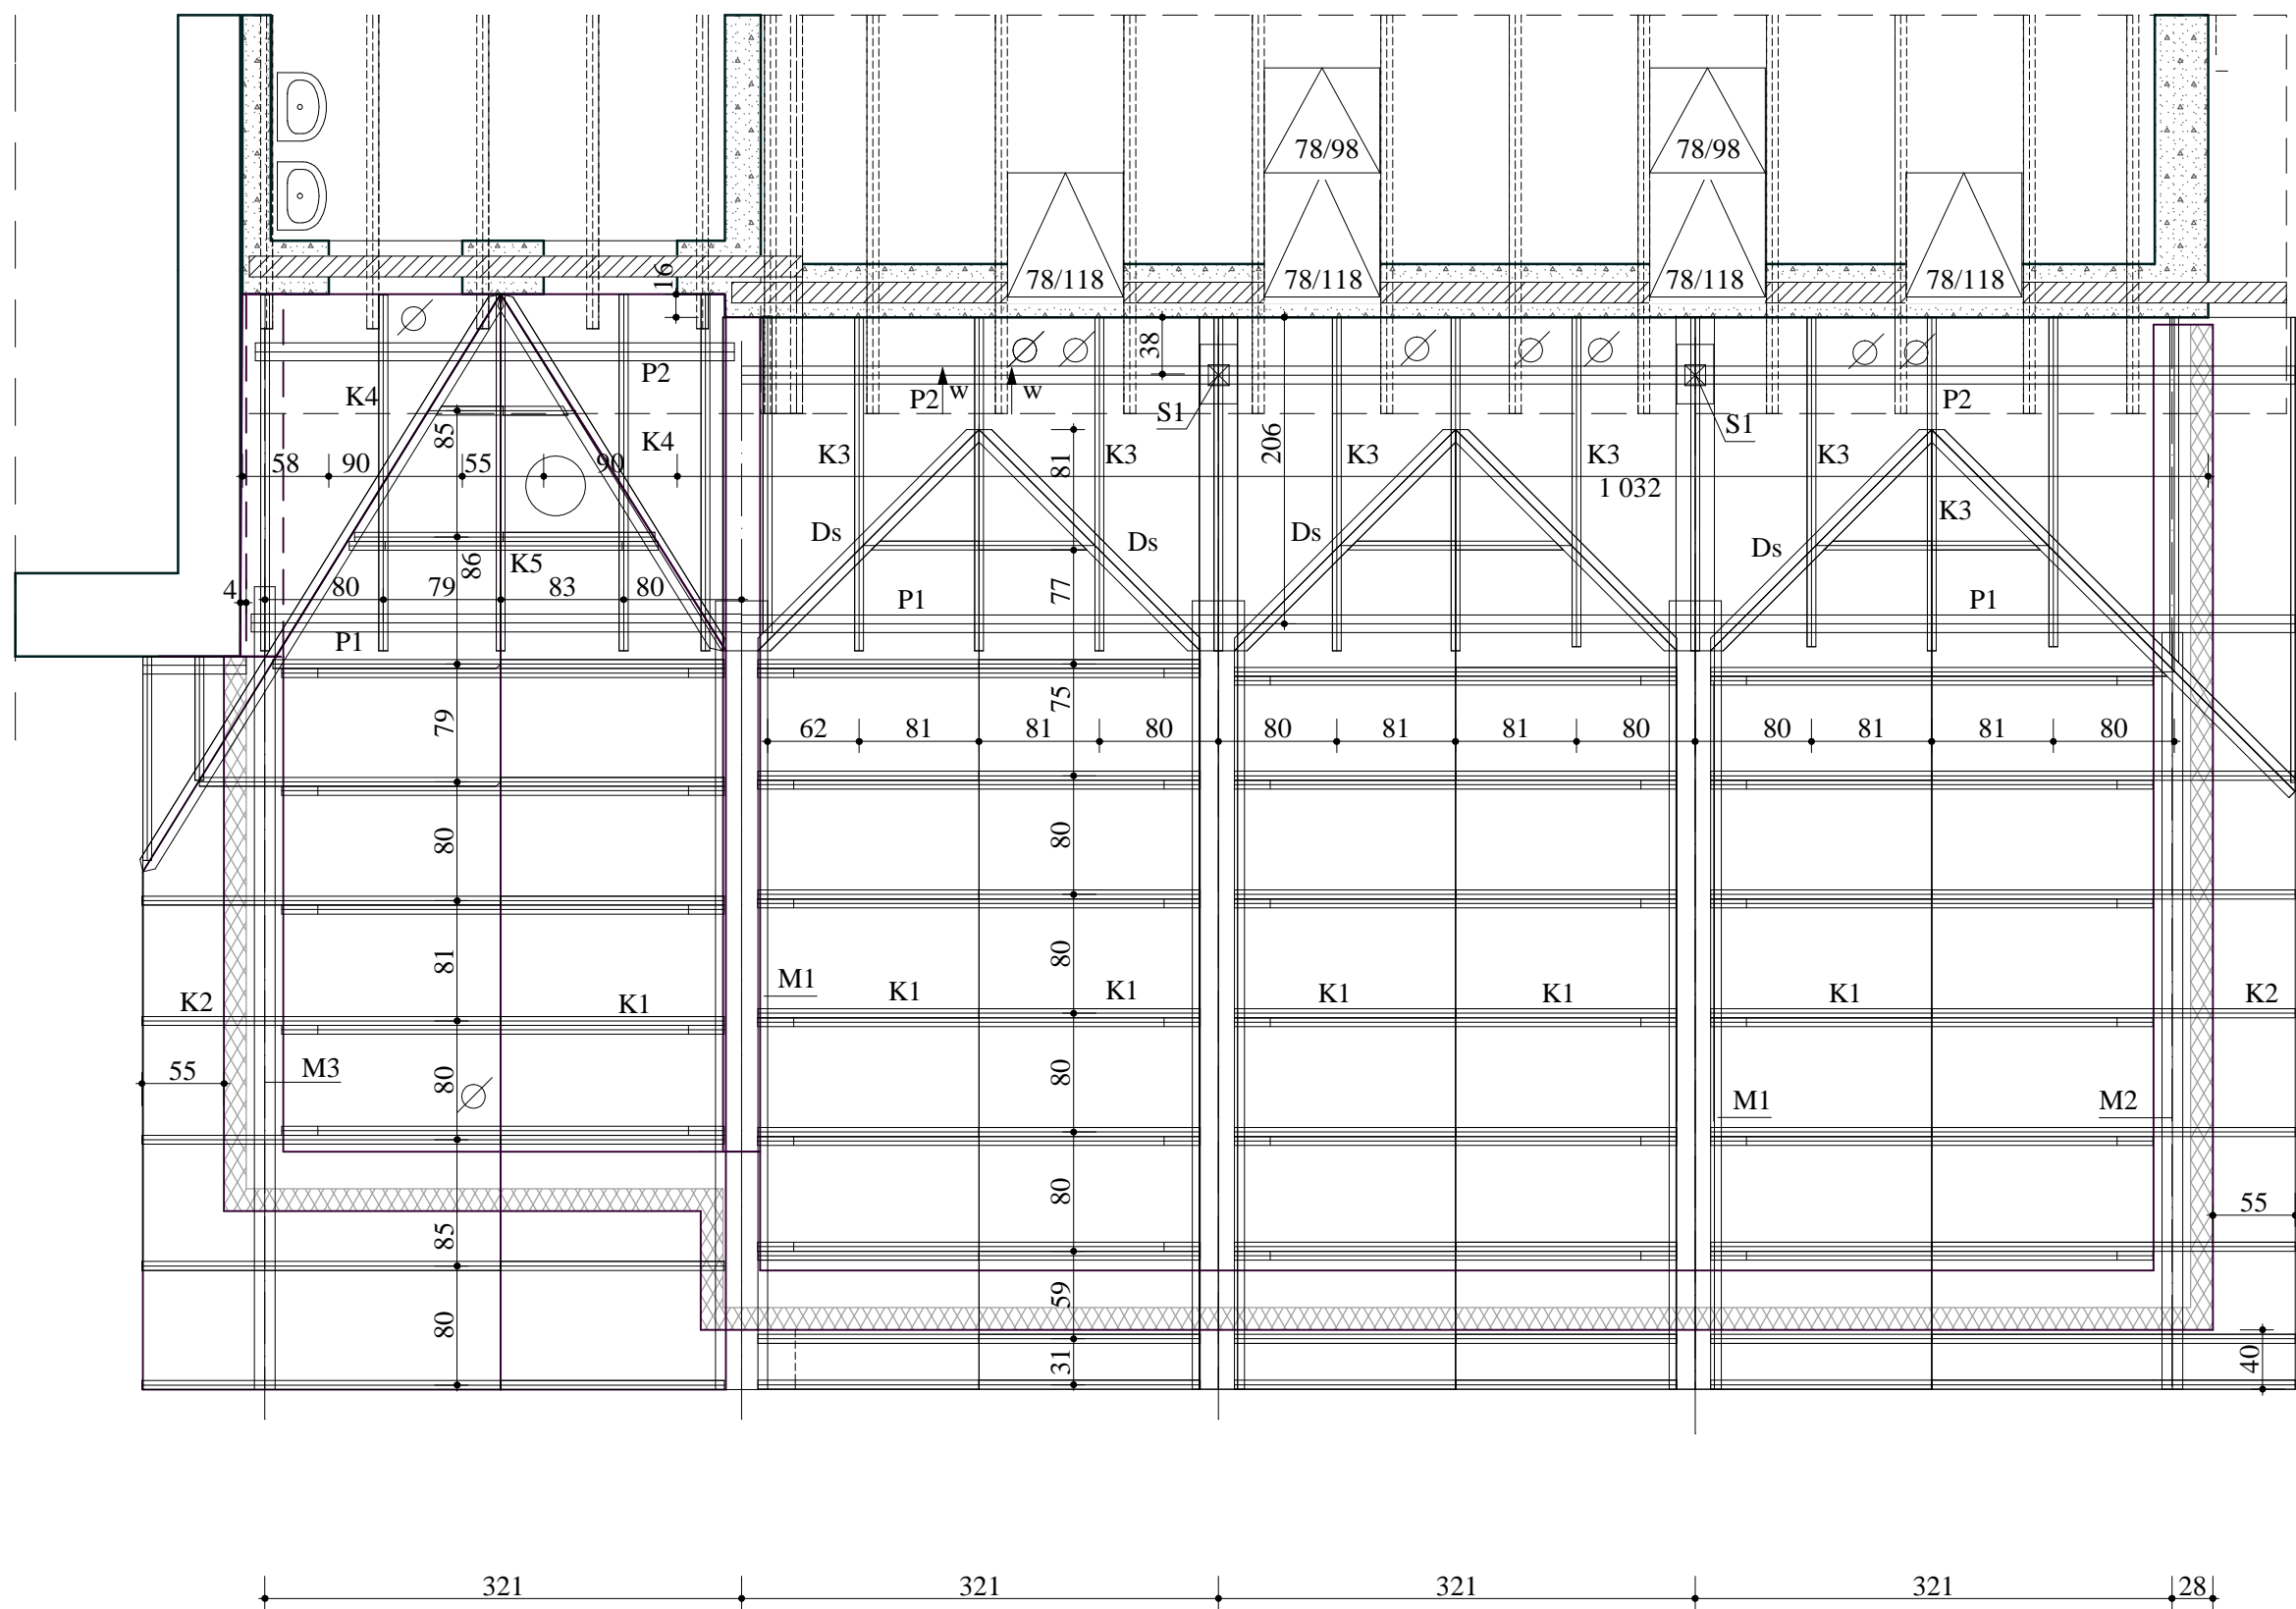 78/98 78/98
78/118 78/118 78/118 78/118
16
38
P2
K4 P2 w w P2
S1 S1
85 K4 K3 81 K3 206 K3 K3 K3
58 90 55 90
1 032
K3
Ds Ds Ds Ds
86 K5
4 80 79 83 80 77 P1 P1
P1
79 75
62 81 81 80 80 81 81 80 80 81 81 80
80 80
81 80
M1
K2 K1 K1 K1 K1 K1 K1 K2
55 M3 80 80
M1 M2
80 55
85
59
80 31 40
321 321 321 321 28